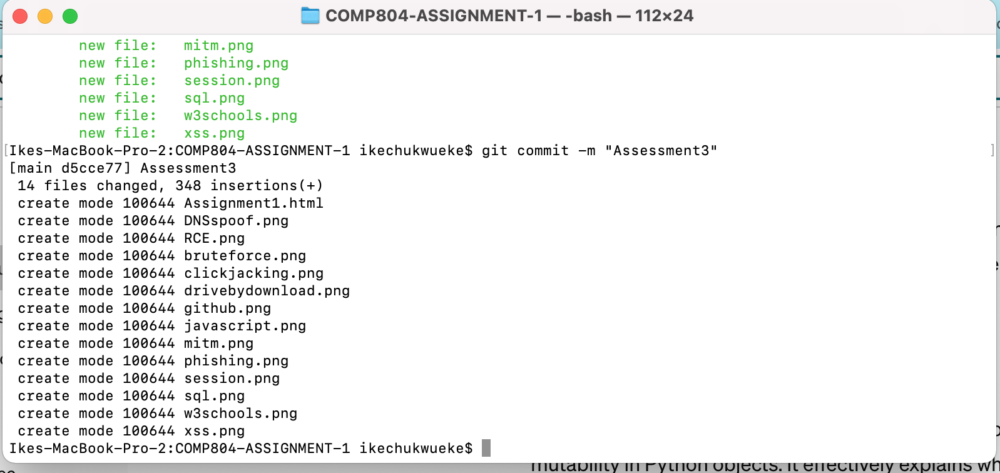 COMP804-ASSIGNMENT-1 — -bash — 112×24
new file:   mitm.png
new file:   phishing.png
new file:   session.png
new file:   sql.png
new file:   w3schools.png
new file:   xss.png
[Ikes-MacBook-Pro-2:COMP804-ASSIGNMENT-1 ikechukwueke$ git commit -m "Assessment3" ]
[main d5cce77] Assessment3
 14 files changed, 348 insertions(+)
 create mode 100644 Assignment1.html
 create mode 100644 DNSspoof.png
 create mode 100644 RCE.png
 create mode 100644 bruteforce.png
 create mode 100644 clickjacking.png
 create mode 100644 drivebydownload.png
 create mode 100644 github.png
 create mode 100644 javascript.png
 create mode 100644 mitm.png
 create mode 100644 phishing.png
 create mode 100644 session.png
 create mode 100644 sql.png
 create mode 100644 w3schools.png
 create mode 100644 xss.png
Ikes-MacBook-Pro-2:COMP804-ASSIGNMENT-1 ikechukwueke$
mutability in Python objects. It effectively explains